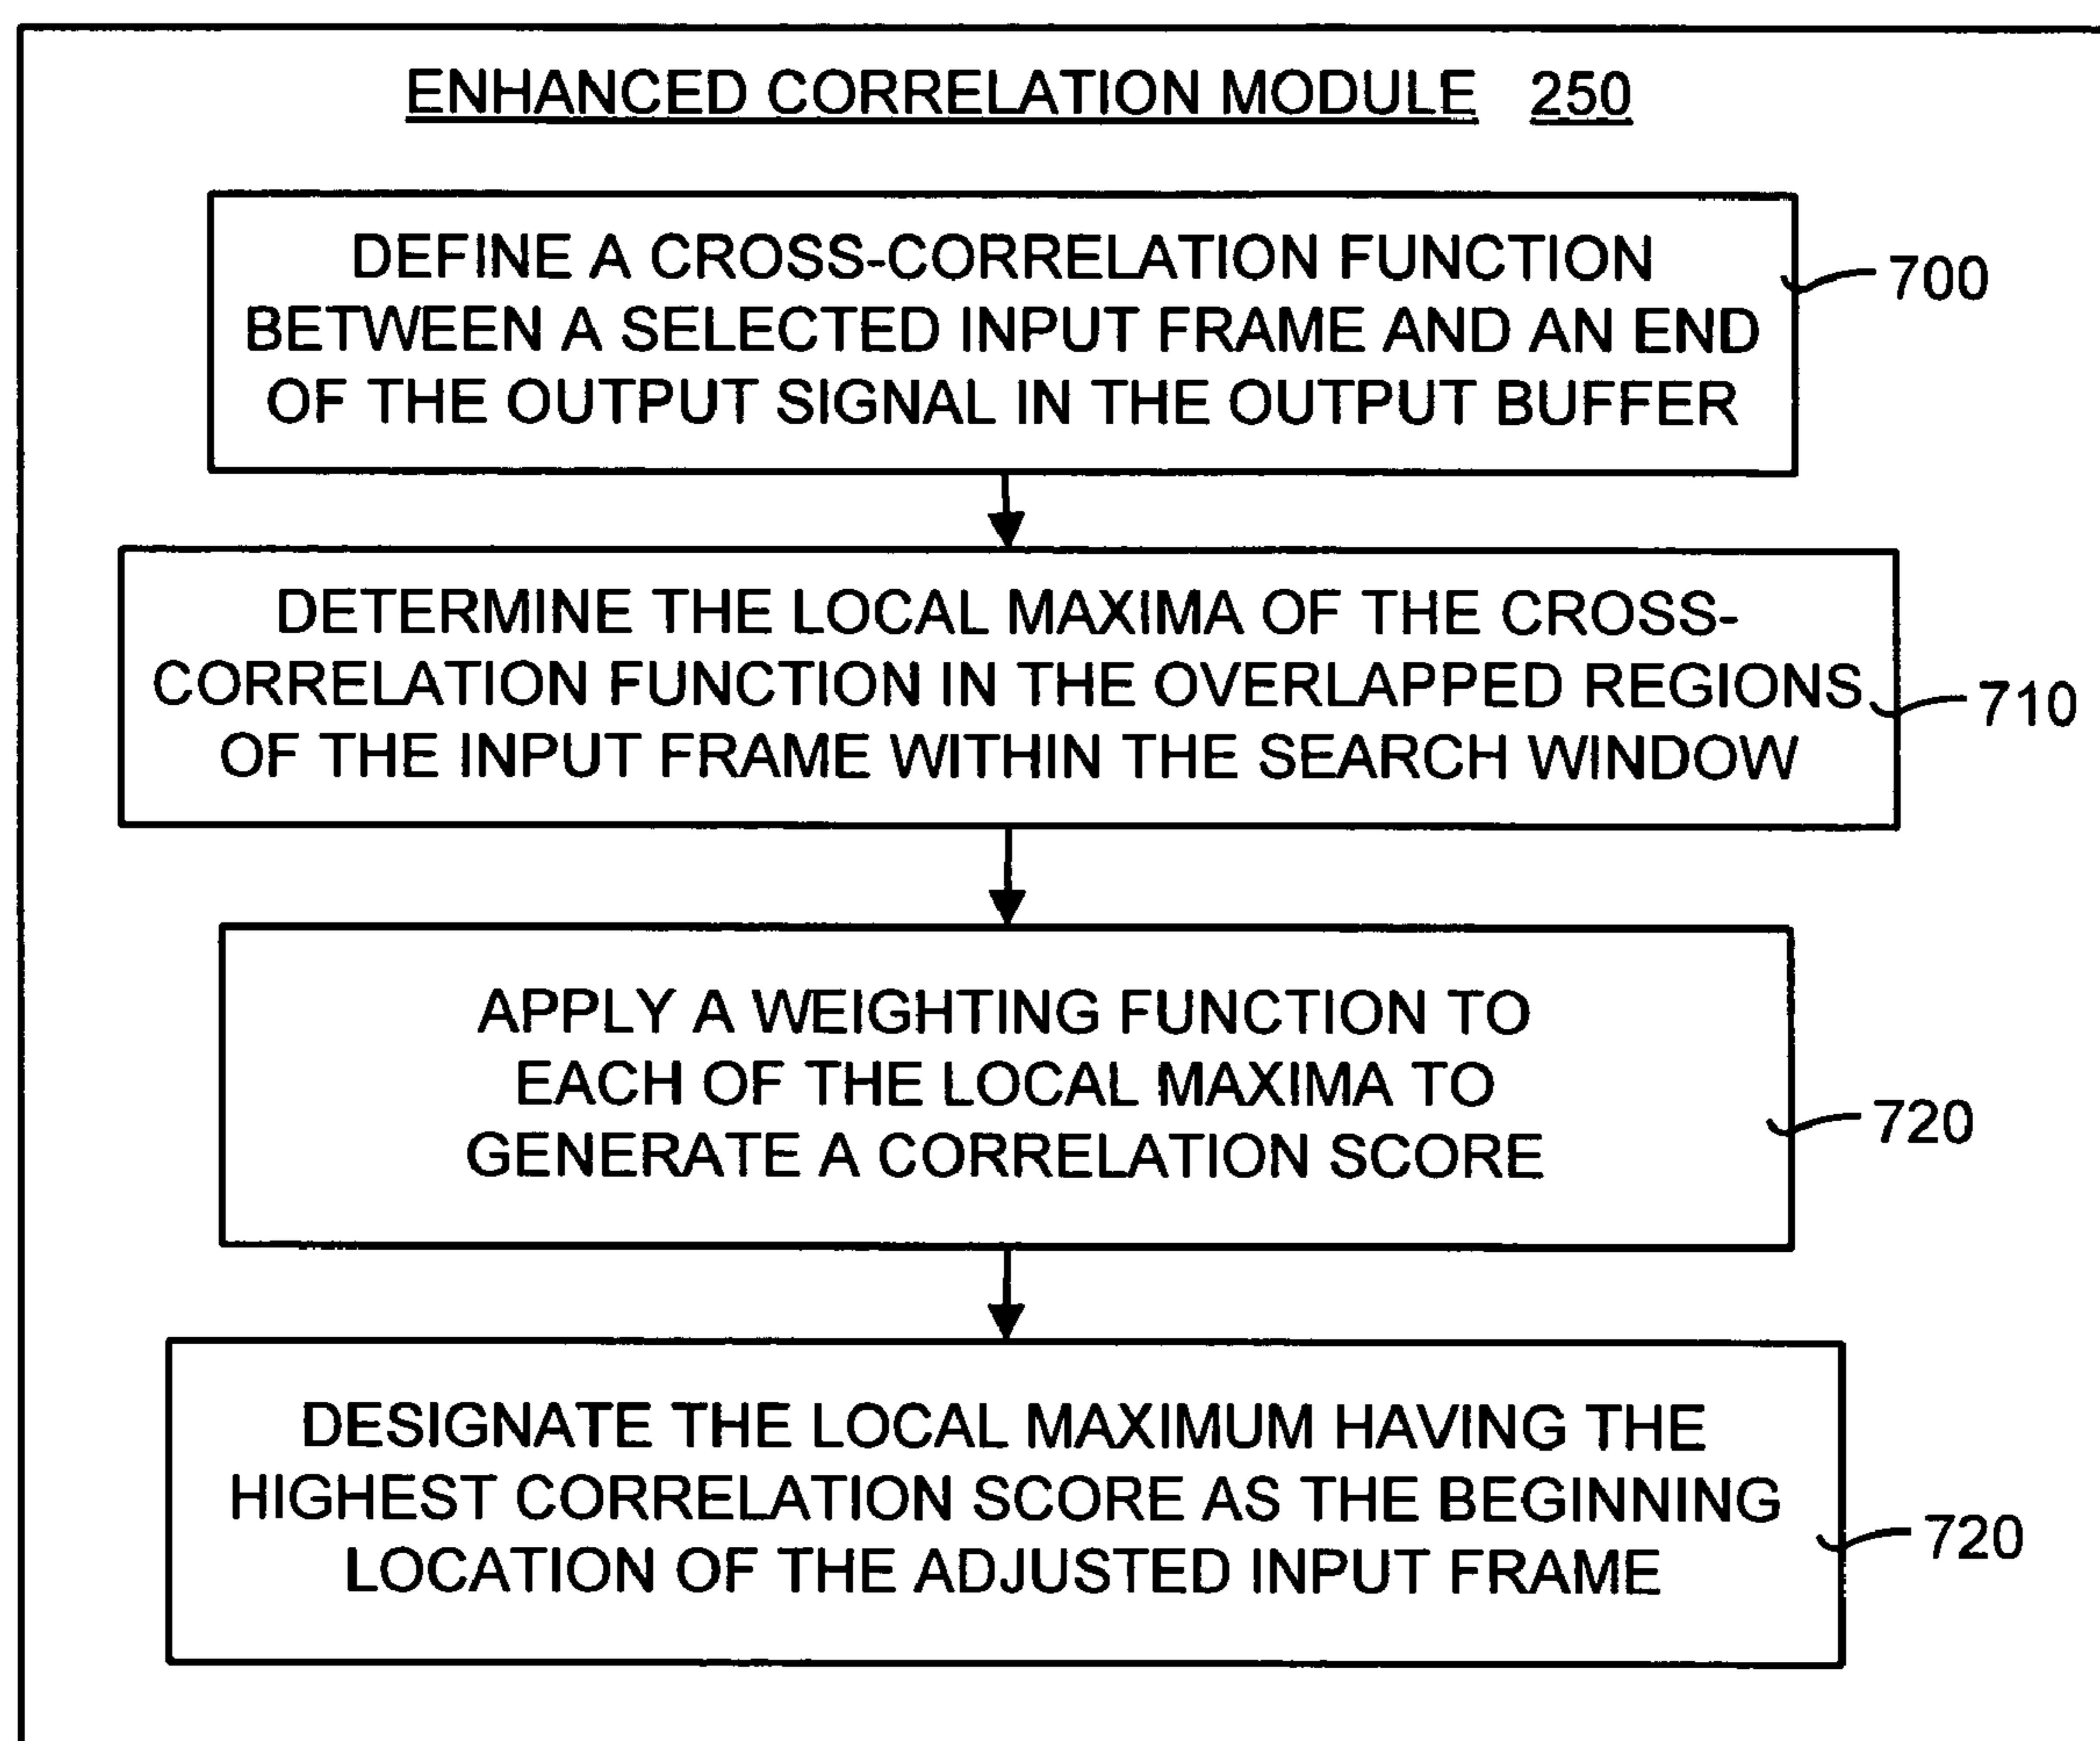 ENHANCED CORRELATION MODULE 250
DEFINE A CROSS-CORRELATION FUNCTION
BETWEEN A SELECTED INPUT FRAME AND AN END
OF THE OUTPUT SIGNAL IN THE OUTPUT BUFFER
700
DETERMINE THE LOCAL MAXIMA OF THE CROSS-
CORRELATION FUNCTION IN THE OVERLAPPED REGIONS
OF THE INPUT FRAME WITHIN THE SEARCH WINDOW
710
APPLY A WEIGHTING FUNCTION TO
EACH OF THE LOCAL MAXIMA TO
GENERATE A CORRELATION SCORE
720
DESIGNATE THE LOCAL MAXIMUM HAVING THE
HIGHEST CORRELATION SCORE AS THE BEGINNING
LOCATION OF THE ADJUSTED INPUT FRAME
720